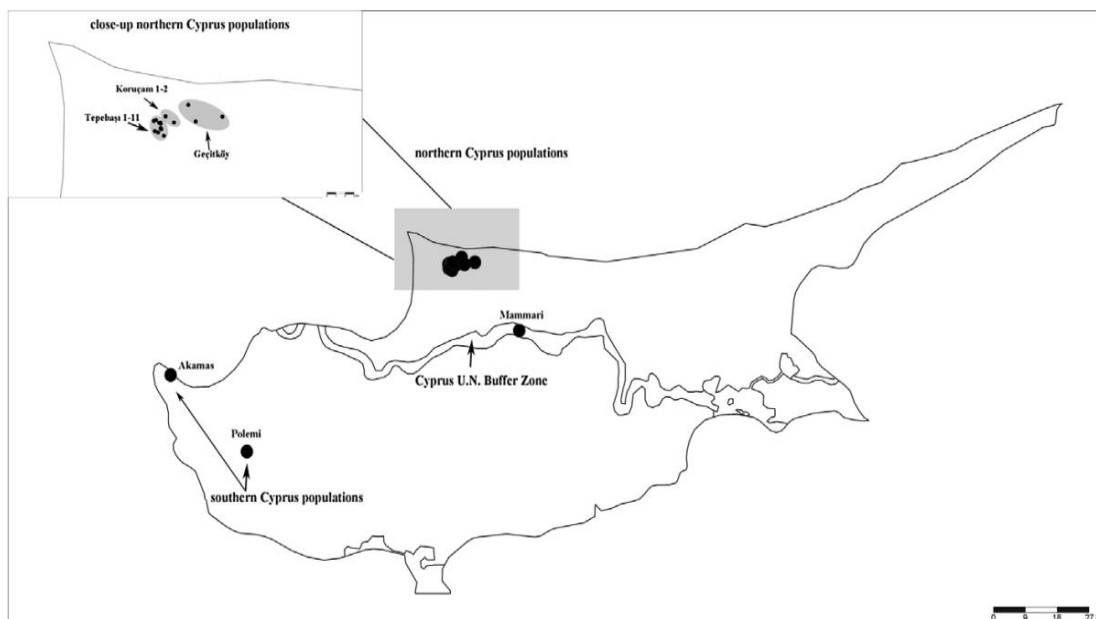 close-up northern Cyprus populations
Koruçam 1-2
Tepebaşı 1-11
Geçitköy
northern Cyprus populations
Mammari
Akamas
Cyprus U.N. Buffer Zone
Polemi
southern Cyprus populations
0 9 18 27